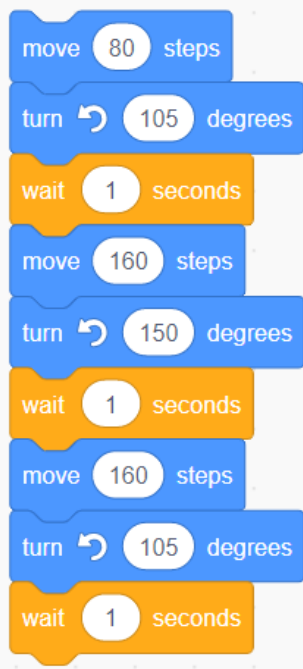 move 80 steps
turn 105 degrees
wait 1 seconds
move 160 steps
turn 150 degrees
wait 1 seconds
move 160 steps
turn 105 degrees
wait 1 seconds